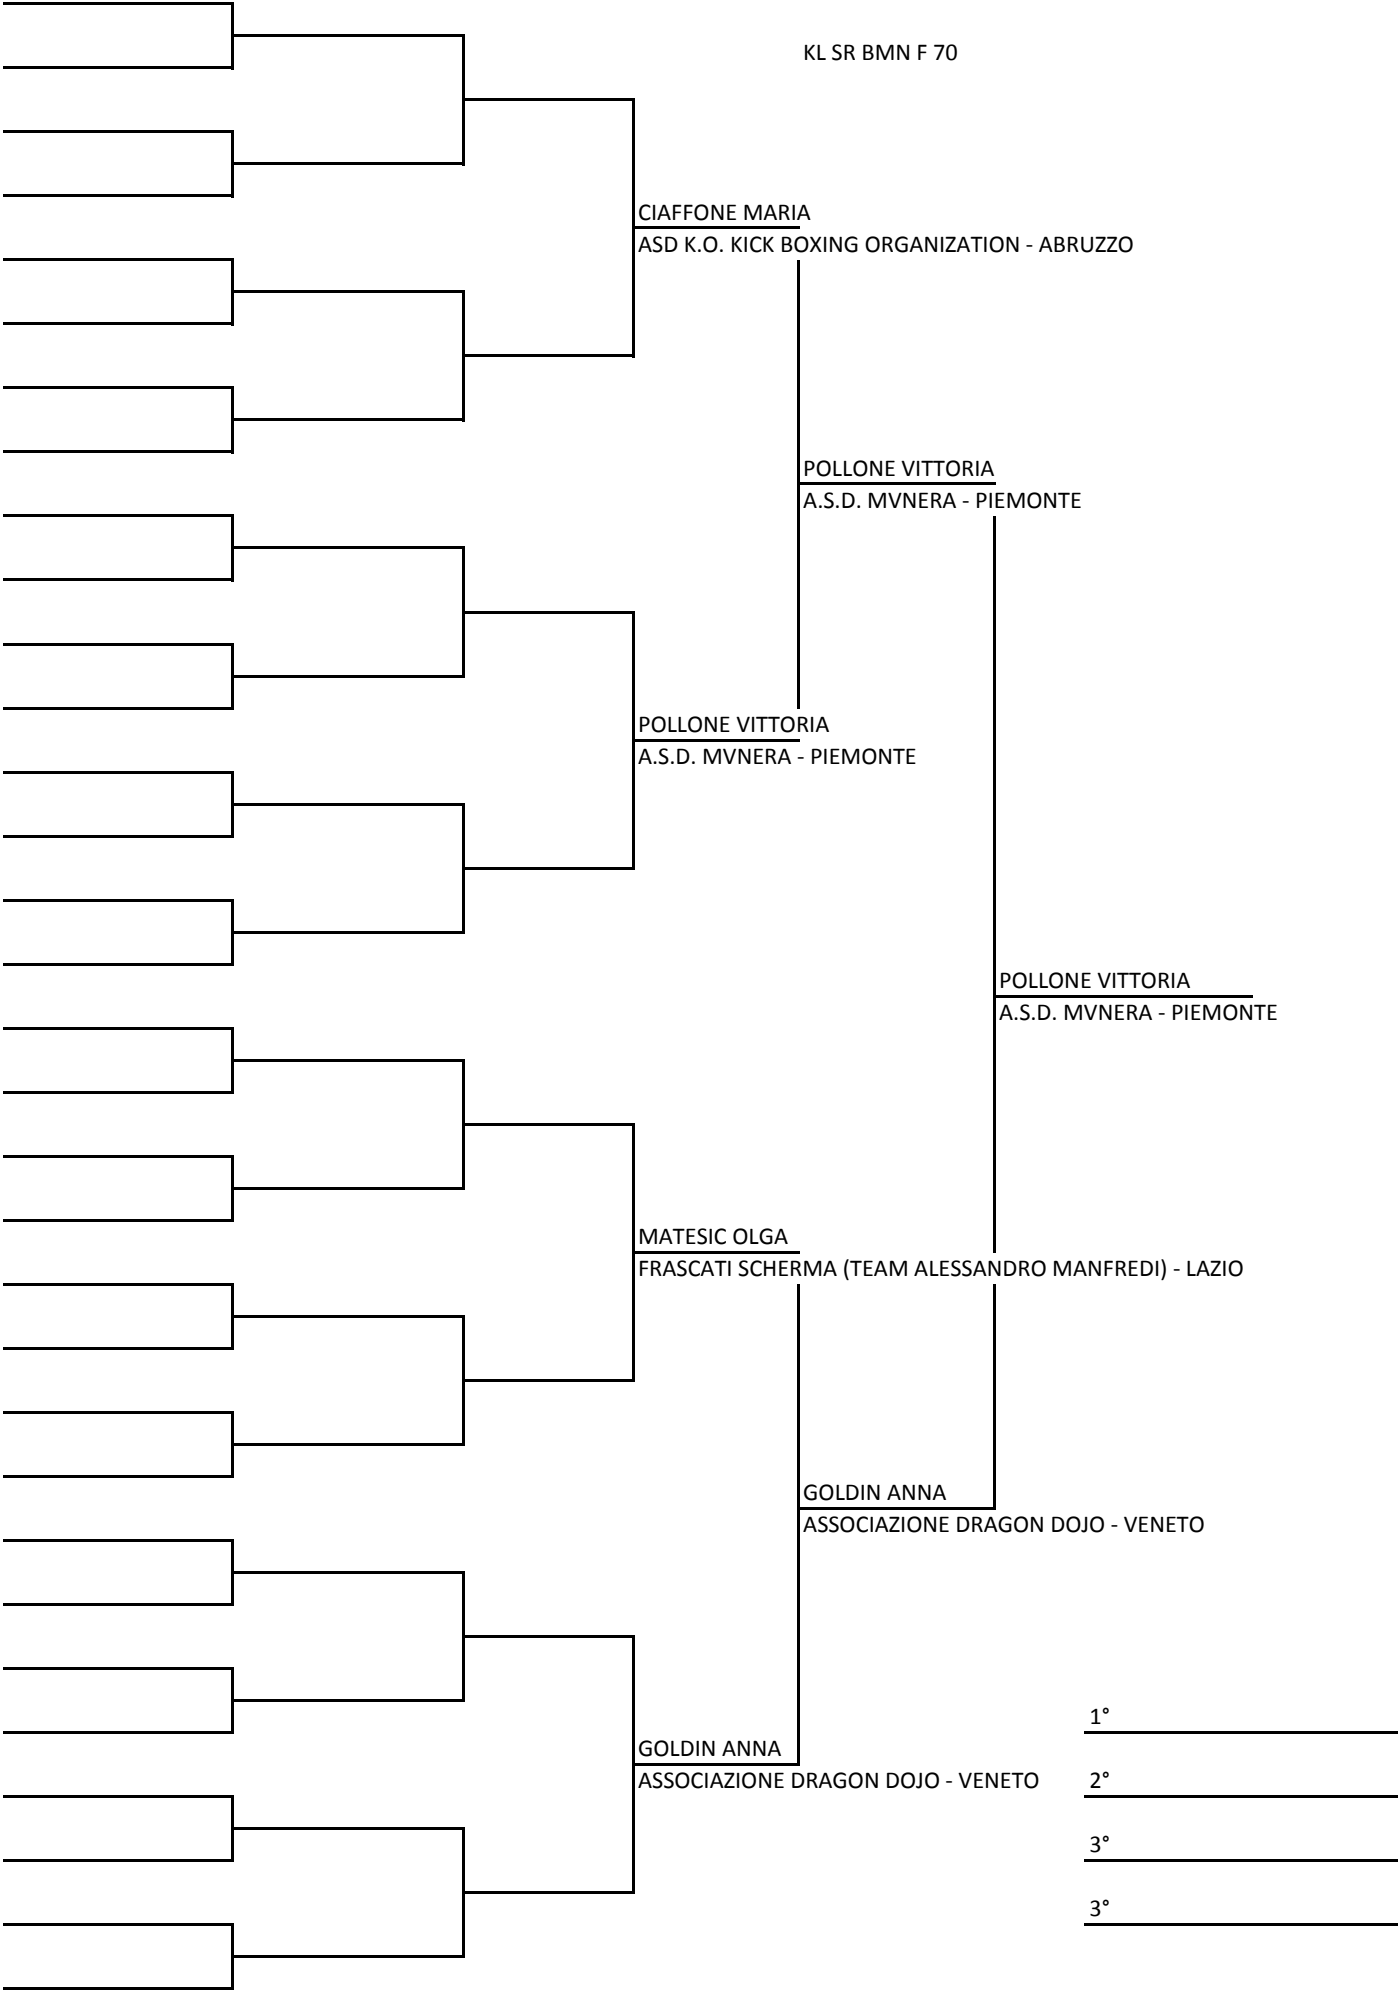 KL SR BMN F 70
CIAFFONE MARIA
ASD K.O. KICK BOXING ORGANIZATION - ABRUZZO
POLLONE VITTORIA
A.S.D. MVNERA - PIEMONTE
POLLONE VITTORIA
A.S.D. MVNERA - PIEMONTE
POLLONE VITTORIA
A.S.D. MVNERA - PIEMONTE
MATESIC OLGA
FRASCATI SCHERMA (TEAM ALESSANDRO MANFREDI) - LAZIO
GOLDIN ANNA
ASSOCIAZIONE DRAGON DOJO - VENETO
GOLDIN ANNA
ASSOCIAZIONE DRAGON DOJO - VENETO
1°
2°
3°
3°